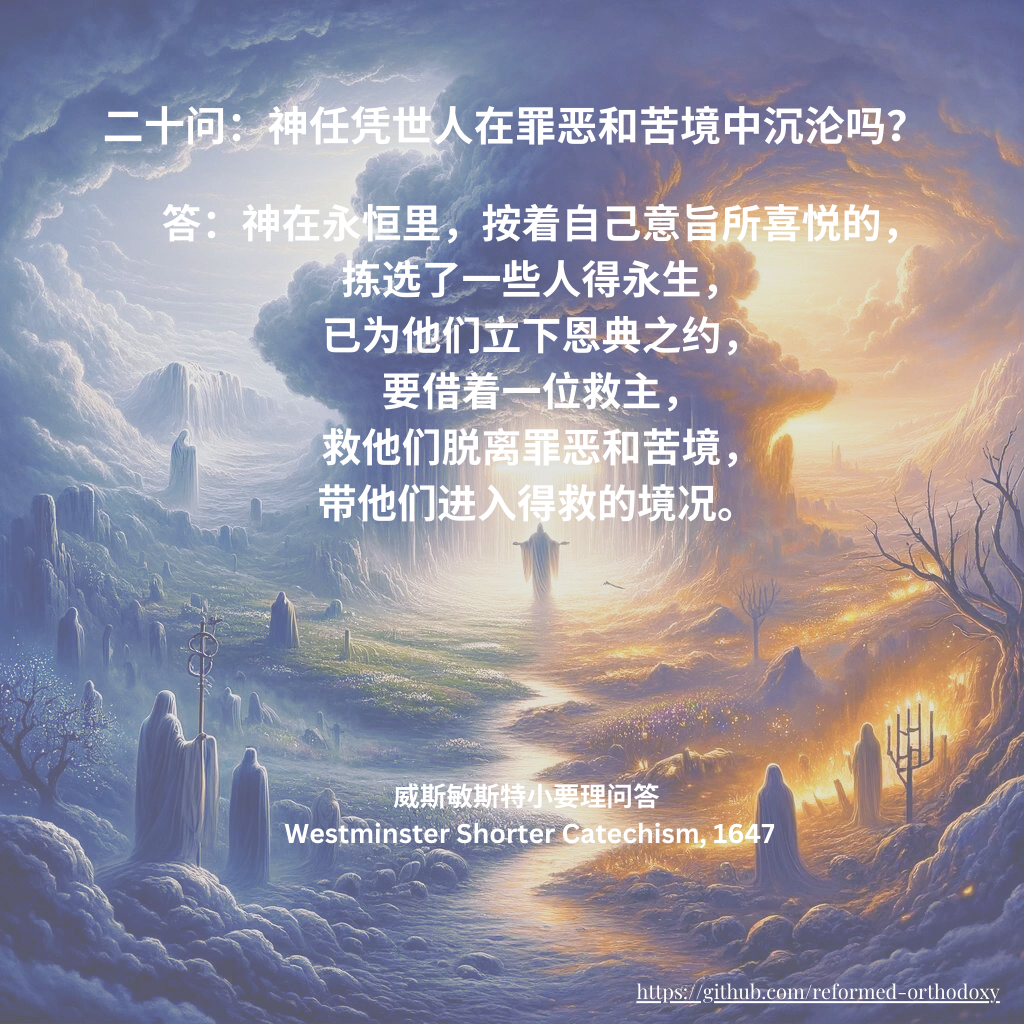 二十问：神任凭世人在罪恶和苦境中沉沦吗？
答：神在永恒里，按着自己意旨所喜悦的，
拣选了一些人得永生，
已为他们立下恩典之约，
要借着一位救主，
救他们脱离罪恶和苦境，
带他们进入得救的境况。
威斯敏斯特小要理问答
Westminster Shorter Catechism, 1647
https://github.com/reformed-orthodoxy